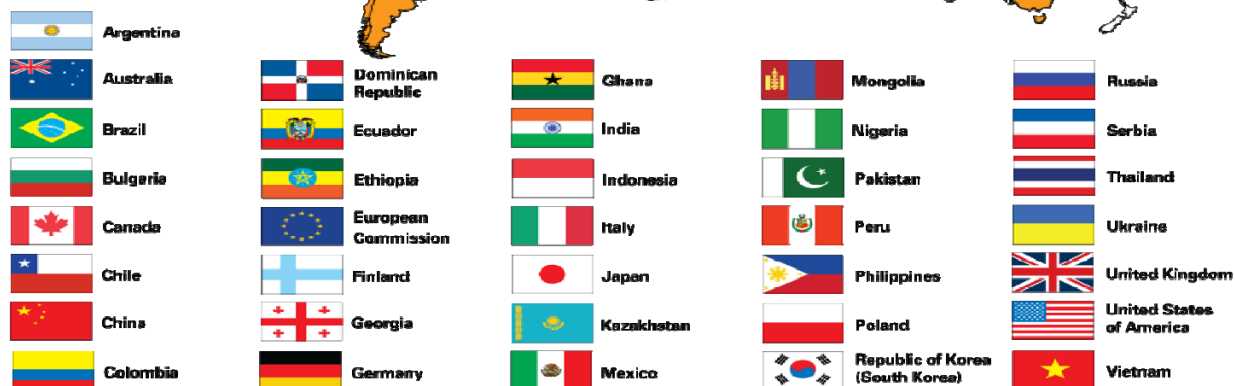 Argentina
Australia
Brazil
Bulgaria
Canada
Chile
China
Colombia
Dominican
Republic
Ecuador
Ethiopia
European
Commission
Finland
Georgia
Germany
Ghana
India
Indonesia
Italy
Japan
Kazakhstan
Mexico
Mongolia
Nigeria
Pakistan
Peru
Philippines
Poland
Republic of Korea
(South Korea)
Russia
Serbia
Thailand
Ukraine
United Kingdom
United States
of America
Vietnam